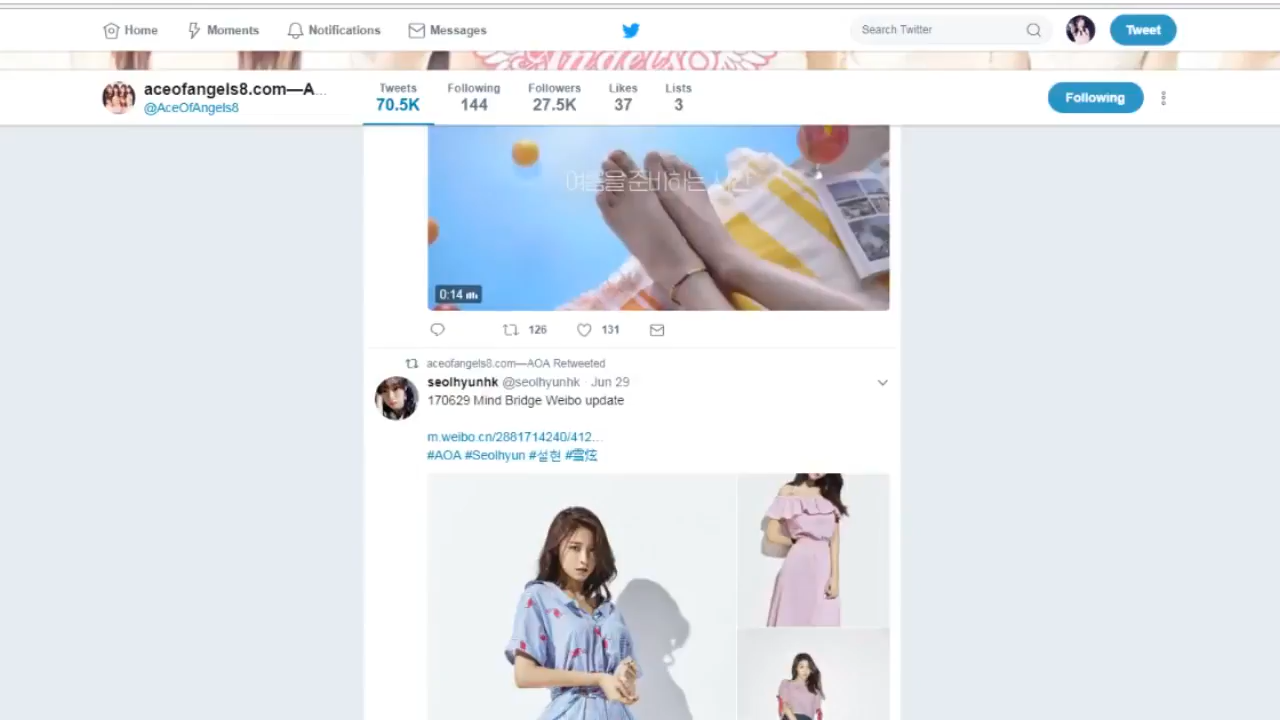 Home
Moments
Notifications
Messages
Search Twitter
Tweet
aceofangels8.com—A...
@AceOfAngels8
Tweets
70.5K
Following
144
Followers
27.5K
Likes
37
Lists
3
Following
여름을 준비하는 시간
0:14
126
131
aceofangels8.com—AOA Retweeted
seolhyunhk @seolhyunhk · Jun 29
170629 Mind Bridge Weibo update
m.weibo.cn/2881714240/412...
#AOA #Seolhyun #설현 #雪炫